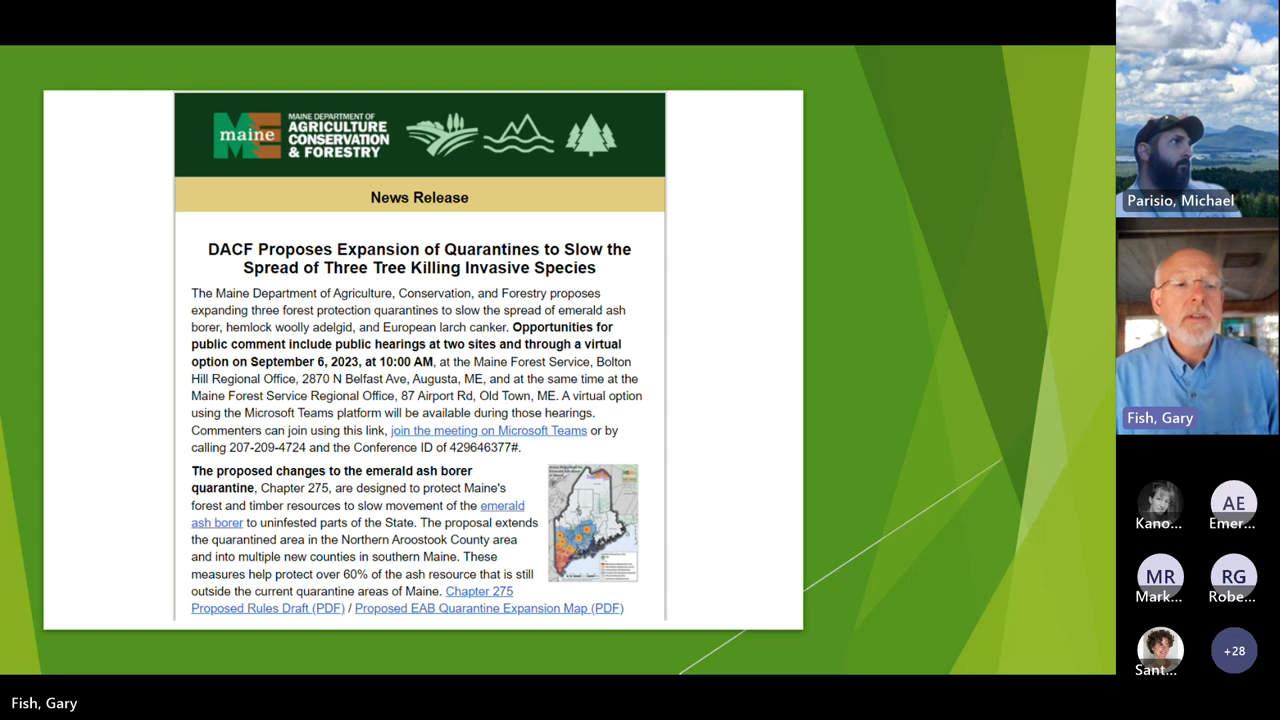 maine
MAINE DEPARTMENT OF
AGRICULTURE
CONSERVATION
& FORESTRY
News Release
DACF Proposes Expansion of Quarantines to Slow the
Spread of Three Tree Killing Invasive Species
The Maine Department of Agriculture, Conservation, and Forestry proposes
expanding three forest protection quarantines to slow the spread of emerald ash
borer, hemlock woolly adelgid, and European larch canker. Opportunities for
public comment include public hearings at two sites and through a virtual
option on September 6, 2023, at 10:00 AM, at the Maine Forest Service, Bolton
Hill Regional Office, 2870 N Belfast Ave, Augusta, ME, and at the same time at the
Maine Forest Service Regional Office, 87 Airport Rd, Old Town, ME. A virtual option
using the Microsoft Teams platform will be available during those hearings.
Commenters can join using this link, join the meeting on Microsoft Teams or by
calling 207-209-4724 and the Conference ID of 429646377#.
The proposed changes to the emerald ash borer
quarantine, Chapter 275, are designed to protect Maine's
forest and timber resources to slow movement of the emerald
ash borer to uninfested parts of the State. The proposal extends
the quarantined area in the Northern Aroostook County area
and into multiple new counties in southern Maine. These
measures help protect over 60% of the ash resource that is still
outside the current quarantine areas of Maine. Chapter 275
Proposed Rules Draft (PDF) / Proposed EAB Quarantine Expansion Map (PDF)
Parisio, Michael
Fish, Gary
Kano...
AE
Emer...
MR
Mark...
RG
Robe...
Sant...
+28
Fish, Gary